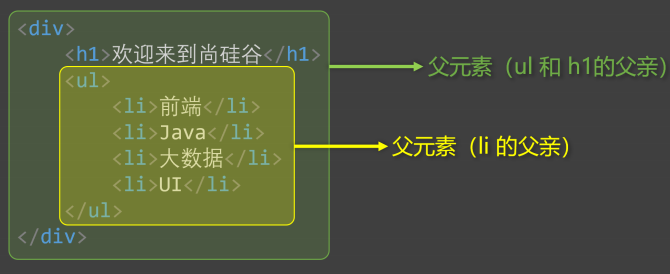 <div>
<h1>欢迎来到尚硅谷</h1>
<ul>
<li>前端</li>
<li>Java</li>
<li>大数据</li>
<li>UI</li>
</ul>
</div>
父元素（ul 和 h1的父亲）
父元素（li 的父亲）